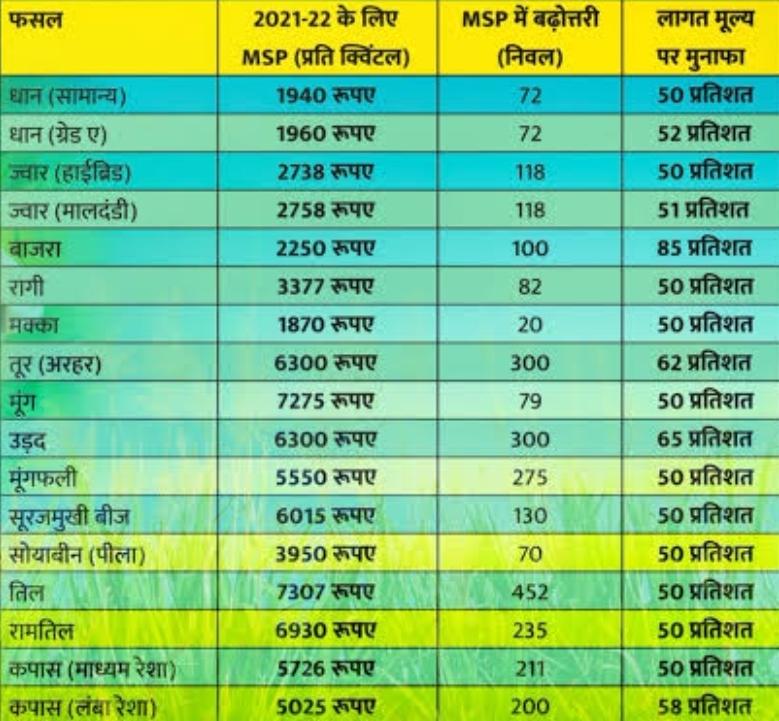 फसल 2021-22 के लिए MSP (प्रति क्विंटल) MSP में बढ़ोत्तरी (निवल) लागत मूल्य पर मुनाफा
धान (सामान्य) 1940 रूपए 72 50 प्रतिशत
धान (ग्रेड ए) 1960 रूपए 72 52 प्रतिशत
ज्वार (हाईब्रिड) 2738 रूपए 118 50 प्रतिशत
ज्वार (मालदंडी) 2758 रूपए 118 51 प्रतिशत
बाजरा 2250 रूपए 100 85 प्रतिशत
रागी 3377 रूपए 82 50 प्रतिशत
मक्का 1870 रूपए 20 50 प्रतिशत
तूर (अरहर) 6300 रूपए 300 62 प्रतिशत
मूंग 7275 रूपए 79 50 प्रतिशत
उड़द 6300 रूपए 300 65 प्रतिशत
मूंगफली 5550 रूपए 275 50 प्रतिशत
सूरजमुखी बीज 6015 रूपए 130 50 प्रतिशत
सोयाबीन (पीला) 3950 रूपए 70 50 प्रतिशत
तिल 7307 रूपए 452 50 प्रतिशत
रामतिल 6930 रूपए 235 50 प्रतिशत
कपास (माध्यम रेशा) 5726 रूपए 211 50 प्रतिशत
कपास (लंबा रेशा) 5025 रूपए 200 58 प्रतिशत